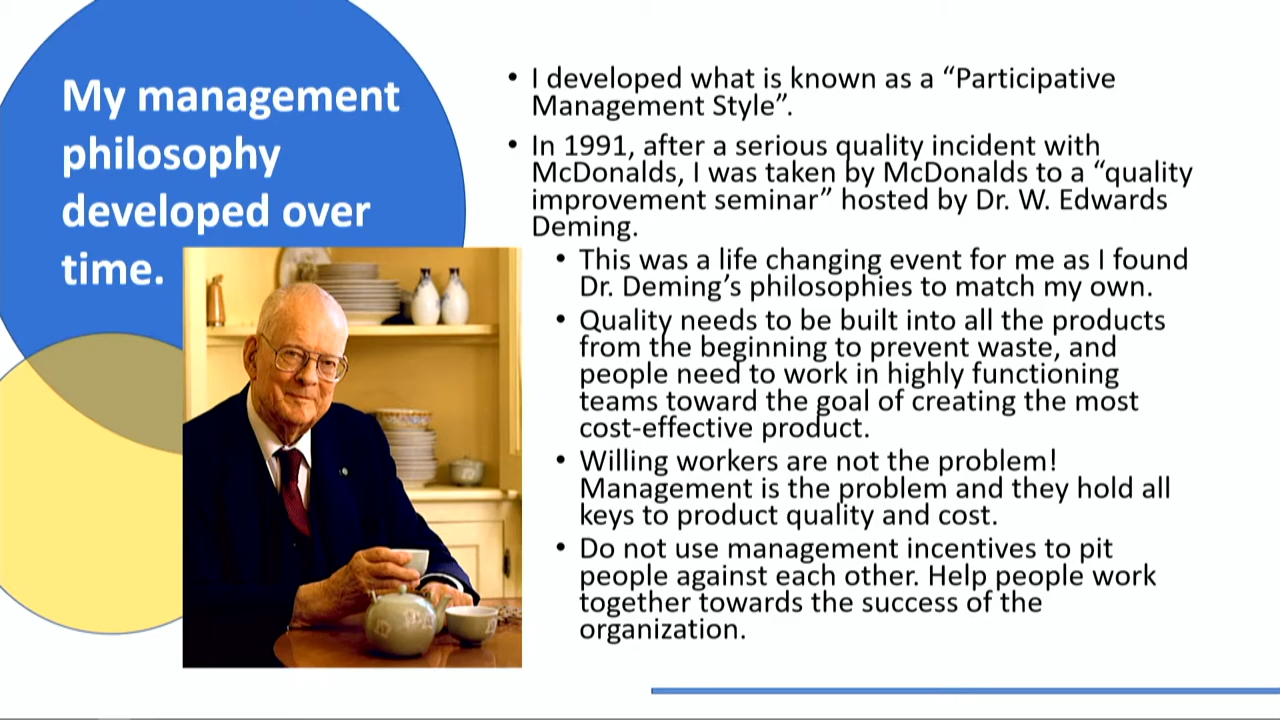 My management
philosophy
developed over
time.
• I developed what is known as a “Participative
Management Style”.
• In 1991, after a serious quality incident with
McDonalds, I was taken by McDonalds to a “quality
improvement seminar” hosted by Dr. W. Edwards
Deming.
• This was a life changing event for me as I found
Dr. Deming’s philosophies to match my own.
• Quality needs to be built into all the products
from the beginning to prevent waste, and
people need to work in highly functioning
teams toward the goal of creating the most
cost-effective product.
• Willing workers are not the problem!
Management is the problem and they hold all
keys to product quality and cost.
• Do not use management incentives to pit
people against each other. Help people work
together towards the success of the
organization.